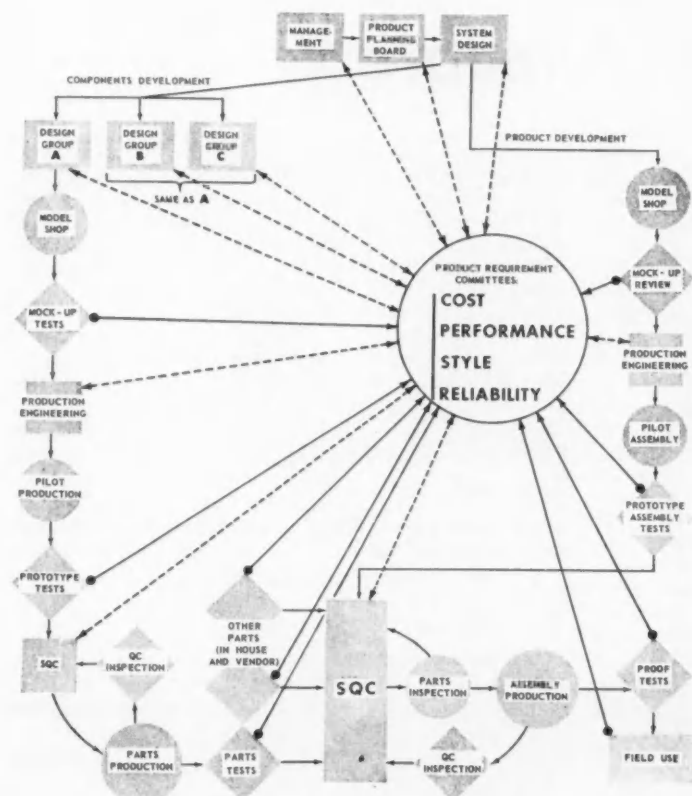 MANAGE-
MENT
PRODUCT
PLANNING
BOARD
SYSTEM
DESIGN
COMPONENTS DEVELOPMENT
PRODUCT DEVELOPMENT
DESIGN
GROUP
A
DESIGN
GROUP
B
DESIGN
GROUP
C
SAME AS A
MODEL
SHOP
MODEL
SHOP
MOCK-UP
TESTS
MOCK-UP
REVIEW
PRODUCT REQUIREMENT
COMMITTEES:
COST
PERFORMANCE
STYLE
RELIABILITY
PRODUCTION
ENGINEERING
PRODUCTION
ENGINEERING
PILOT
PRODUCTION
PILOT
ASSEMBLY
PROTOTYPE
TESTS
PROTOTYPE
ASSEMBLY
TESTS
SQC
QC
INSPECTION
OTHER
PARTS
(IN HOUSE
AND VENDOR)
SQC
PARTS
INSPECTION
ASSEMBLY
PRODUCTION
PROOF
TESTS
PARTS
PRODUCTION
PARTS
TESTS
QC
INSPECTION
FIELD USE